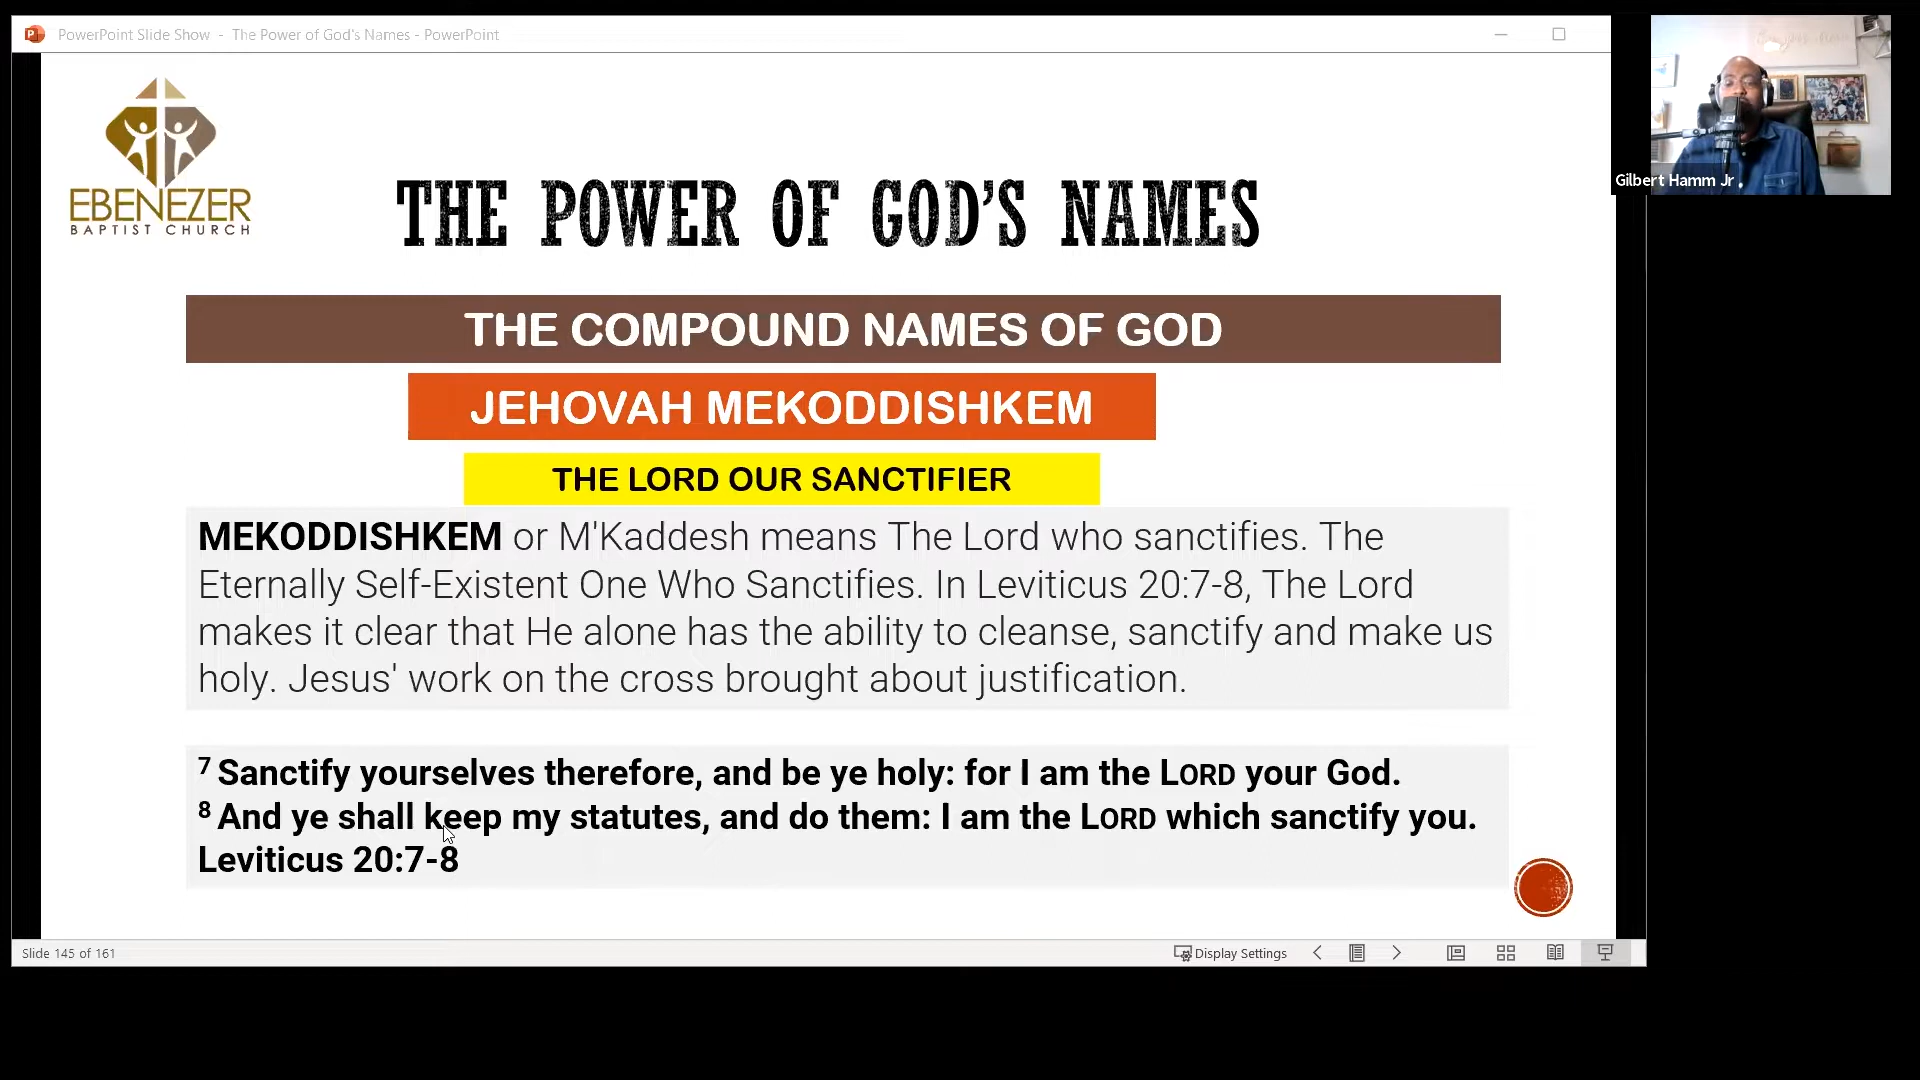 PowerPoint Slide Show - The Power of God's Names - PowerPoint
EBENEZER
BAPTIST CHURCH
THE POWER OF GOD'S NAMES
THE COMPOUND NAMES OF GOD
JEHOVAH MEKODDISHKEM
THE LORD OUR SANCTIFIER
MEKODDISHKEM or M'Kaddesh means The Lord who sanctifies. The
Eternally Self-Existent One Who Sanctifies. In Leviticus 20:7-8, The Lord
makes it clear that He alone has the ability to cleanse, sanctify and make us
holy. Jesus' work on the cross brought about justification.
7 Sanctify yourselves therefore, and be ye holy: for I am the LORD your God.
8 And ye shall keep my statutes, and do them: I am the LORD which sanctify you.
Leviticus 20:7-8
Slide 145 of 161
Display Settings
Gilbert Hamm Jr